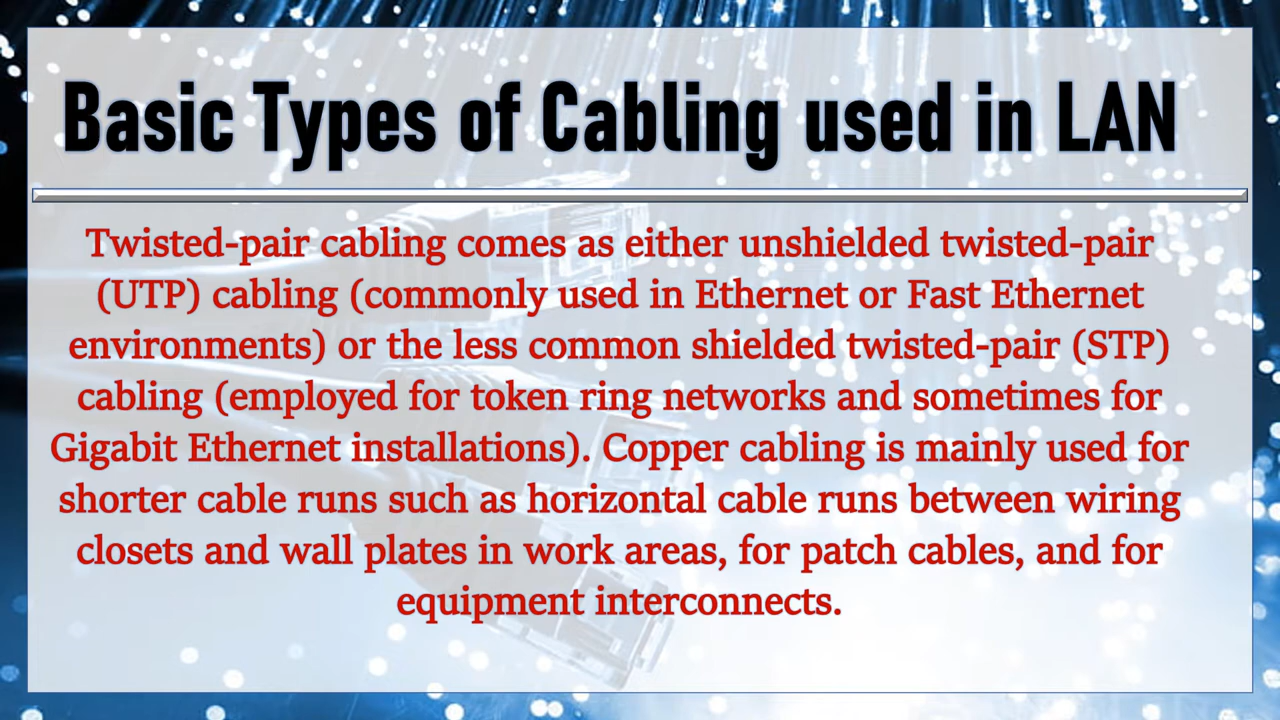 Basic Types of Cabling used in LAN
Twisted-pair cabling comes as either unshielded twisted-pair
(UTP) cabling (commonly used in Ethernet or Fast Ethernet
environments) or the less common shielded twisted-pair (STP)
cabling (employed for token ring networks and sometimes for
Gigabit Ethernet installations). Copper cabling is mainly used for
shorter cable runs such as horizontal cable runs between wiring
closets and wall plates in work areas, for patch cables, and for
equipment interconnects.